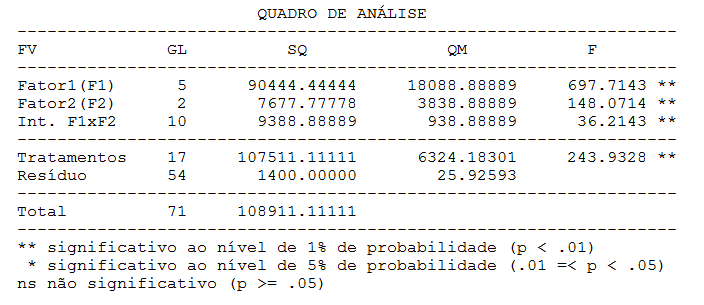 QUADRO DE ANÁLISE
--------------------------------------------------------------------
FV GL SQ QM F
--------------------------------------------------------------------
Fator1(F1) 5 90444.44444 18088.88889 697.7143 **
Fator2(F2) 2 7677.77778 3838.88889 148.0714 **
Int. F1xF2 10 9388.88889 938.88889 36.2143 **
--------------------------------------------------------------------
Tratamentos 17 107511.11111 6324.18301 243.9328 **
Resíduo 54 1400.00000 25.92593
--------------------------------------------------------------------
Total 71 108911.11111
--------------------------------------------------------------------
** significativo ao nível de 1% de probabilidade (p < .01)
* significativo ao nível de 5% de probabilidade (.01 =< p < .05)
ns não significativo (p >= .05)